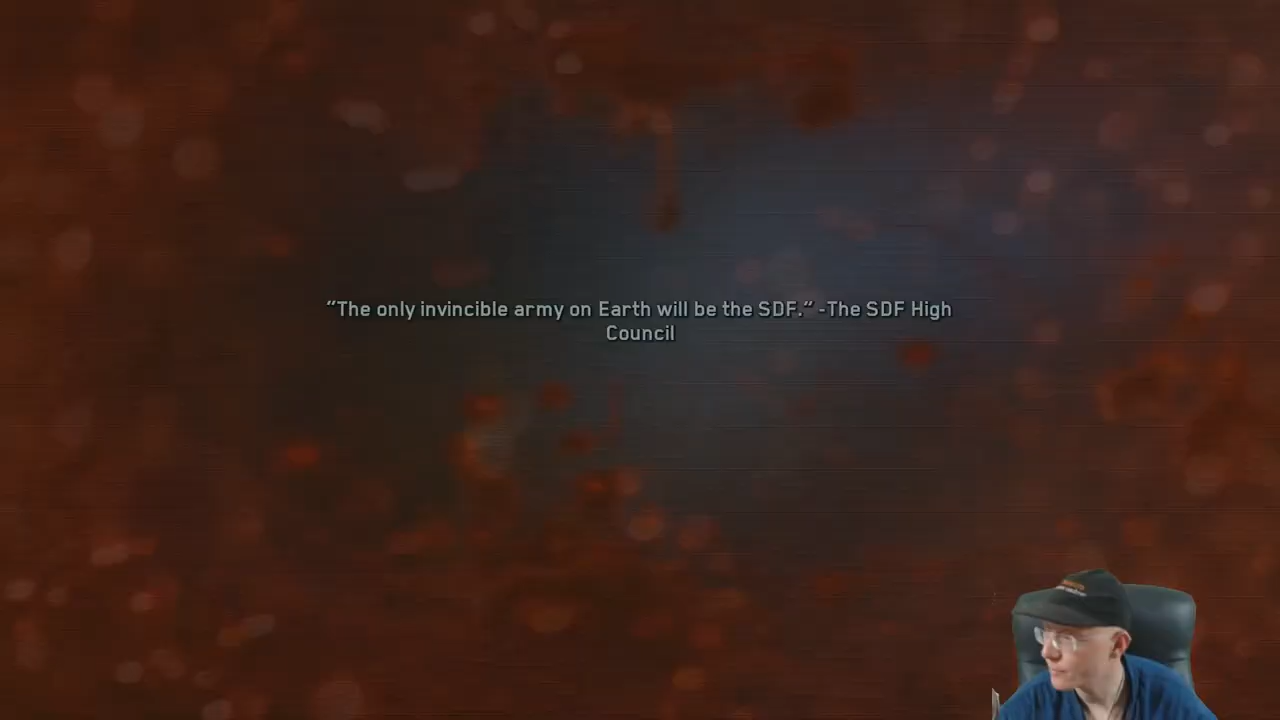 “The only invincible army on Earth will be the SDF.“ -The SDF High
Council